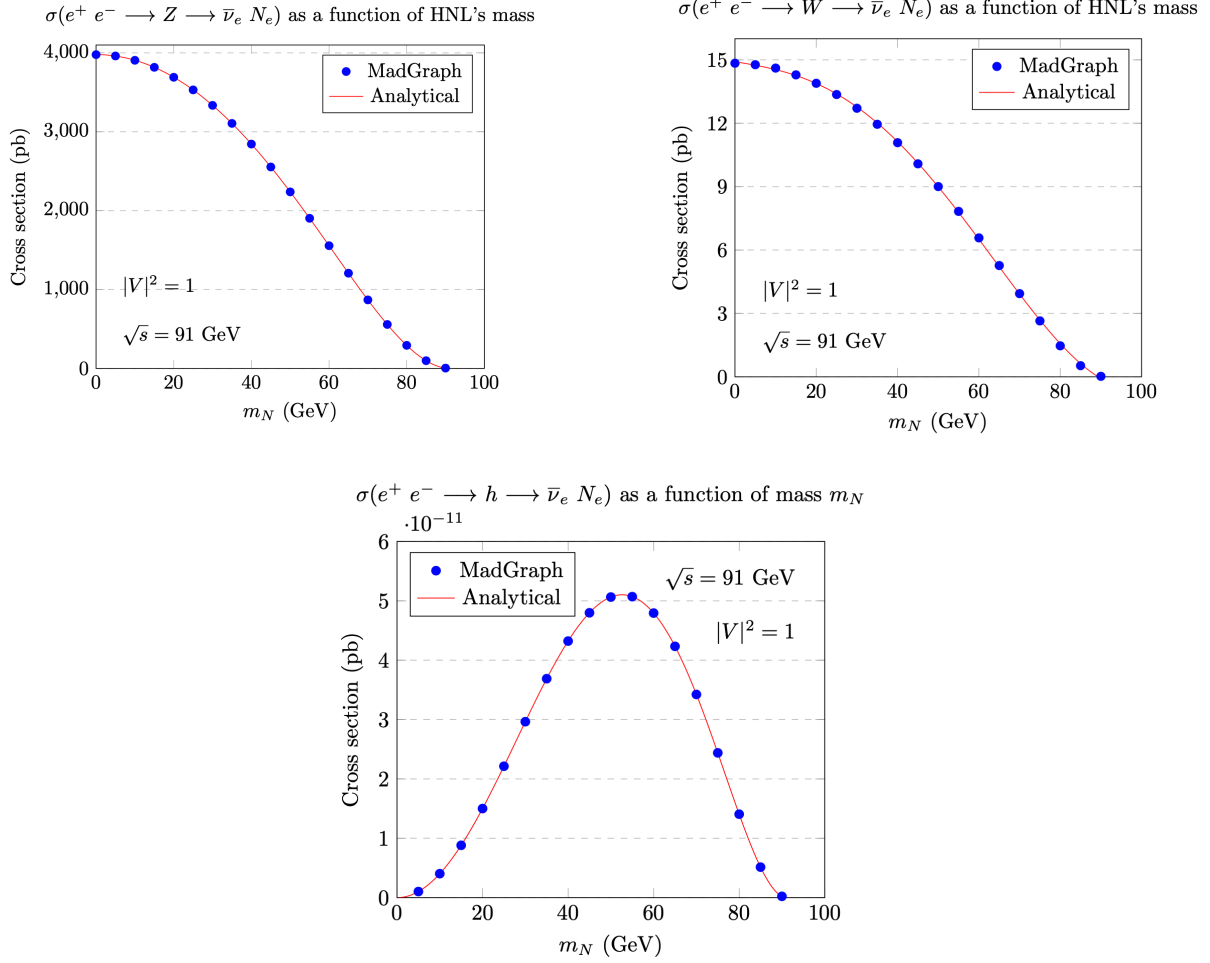 σ(e⁺ e⁻ ⟶ Z ⟶ ν̅ₑ Nₑ) as a function of HNL's mass
4,000
3,000
2,000
1,000
0
Cross section (pb)
MadGraph
Analytical
|V|² = 1
√s = 91 GeV
0 20 40 60 80 100
m_N (GeV)
σ(e⁺ e⁻ ⟶ W ⟶ ν̅ₑ Nₑ) as a function of HNL's mass
15
12
9
6
3
0
Cross section (pb)
MadGraph
Analytical
|V|² = 1
√s = 91 GeV
0 20 40 60 80 100
m_N (GeV)
σ(e⁺ e⁻ ⟶ h ⟶ ν̅ₑ Nₑ) as a function of mass m_N
·10⁻¹¹
6
5
4
3
2
1
0
Cross section (pb)
MadGraph
Analytical
√s = 91 GeV
|V|² = 1
0 20 40 60 80 100
m_N (GeV)